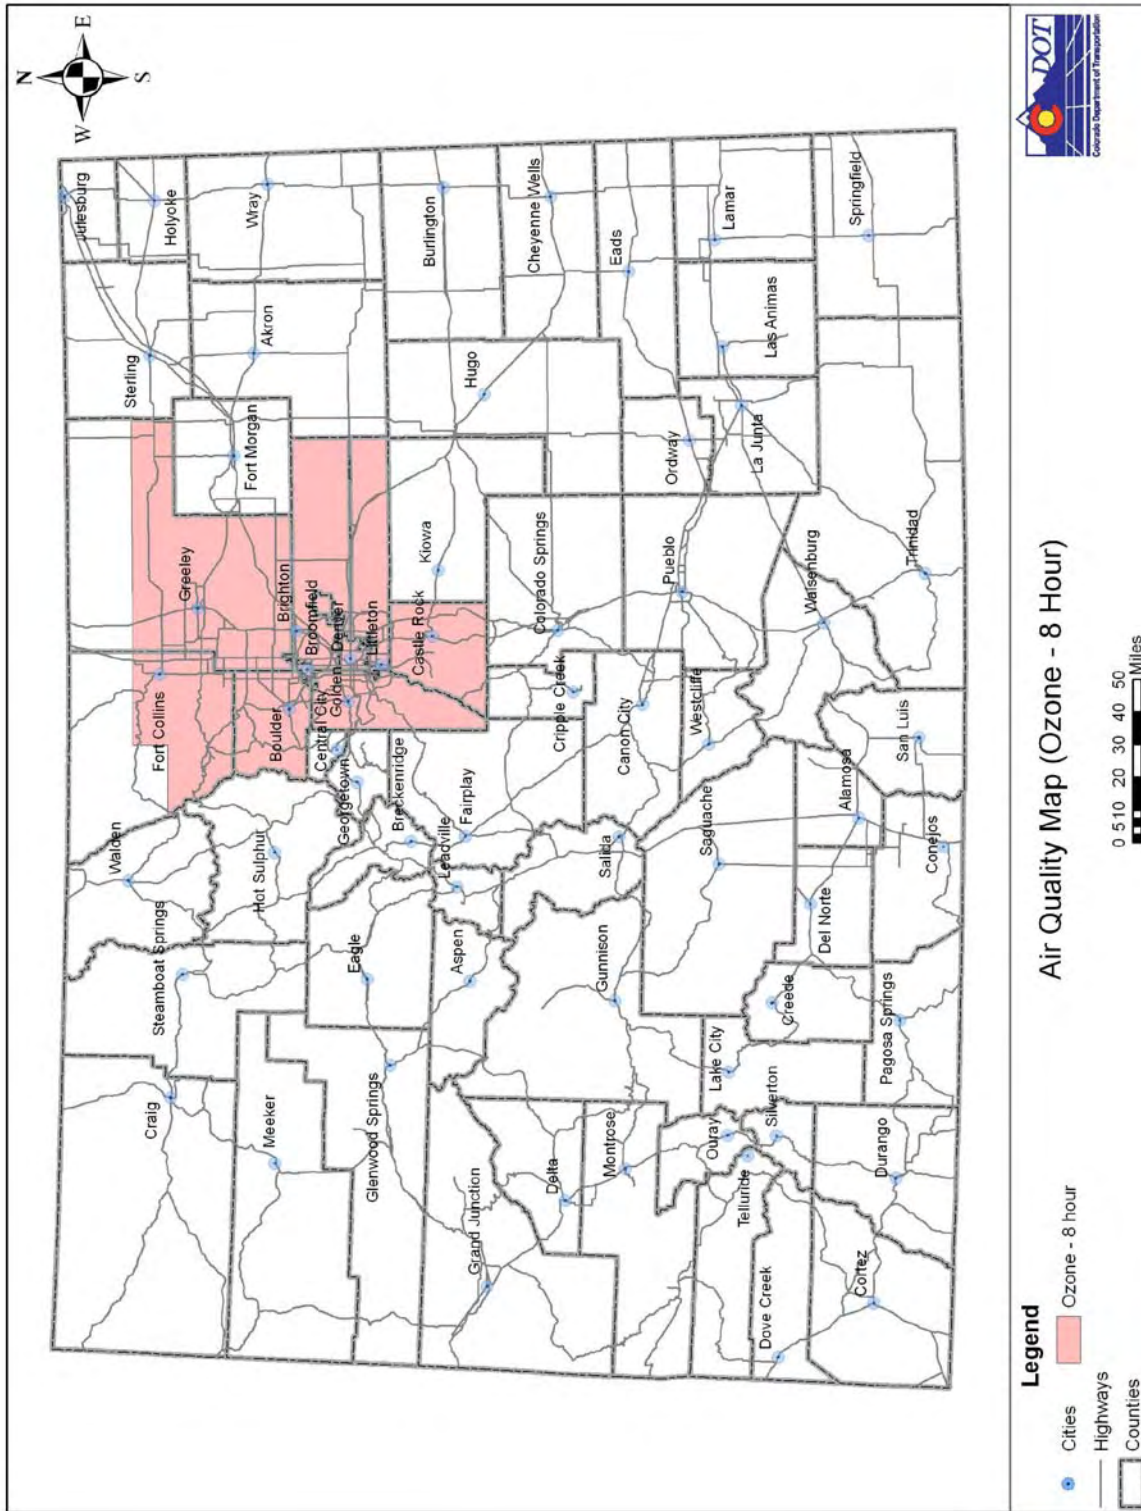 N
W E
S
Julesburg
Holyoke
Wray
Sterling
Akron
Fort Morgan
Greeley
Fort Collins
Walden
Steamboat Springs
Craig
Meeker
Hot Sulphur
Boulder
Brighton
Broomfield
Central City
Golden
Denver
Littleton
Georgetown
Breckenridge
Castle Rock
Kiowa
Hugo
Burlington
Cheyenne Wells
Eagle
Glenwood Springs
Leadville
Fairplay
Aspen
Grand Junction
Delta
Colorado Springs
Cripple Creek
Eads
Canon City
Salida
Gunnison
Montrose
Pueblo
Ordway
Westcliffe
Saguache
Lake City
Ouray
Telluride
Silverton
Dove Creek
Creede
La Junta
Las Animas
Lamar
Springfield
Walsenburg
Alamosa
Del Norte
Pagosa Springs
Durango
Cortez
San Luis
Conejos
Trinidad
Legend
Cities
Ozone - 8 hour
Highways
Counties
Air Quality Map (Ozone - 8 Hour)
0 5 10 20 30 40 50
Miles
DOT
Colorado Department of Transportation